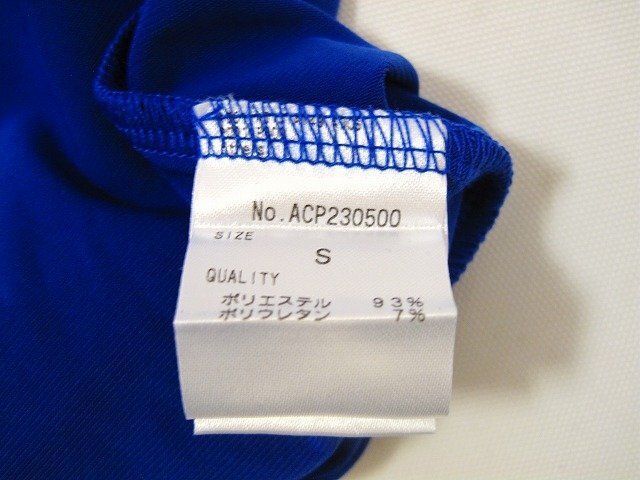 No.ACP230500
SIZE
S
QUALITY
ポリエステル 93%
ポリウレタン 7%